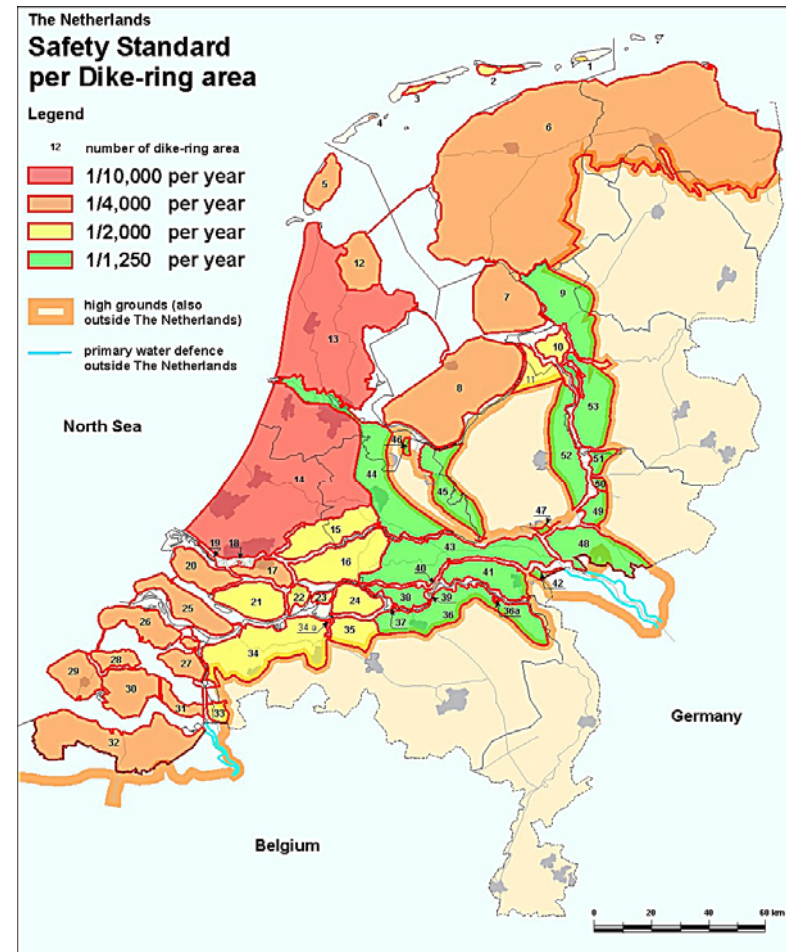 The Netherlands
Safety Standard
per Dike-ring area
Legend
12 number of dike-ring area
1/10,000 per year
1/4,000 per year
1/2,000 per year
1/1,250 per year
high grounds (also
outside The Netherlands)
primary water defence
outside The Netherlands
North Sea
Germany
Belgium
1
2
3
4
5
6
7
8
9
10
11
12
13
14
15
16
17
18
19
20
21
22
23
24
25
26
27
28
29
30
31
32
33
34
34 a
35
36
36a
37
38
39
40
41
42
43
44
45
46
47
48
49
50
51
52
53
0 20 40 60 km